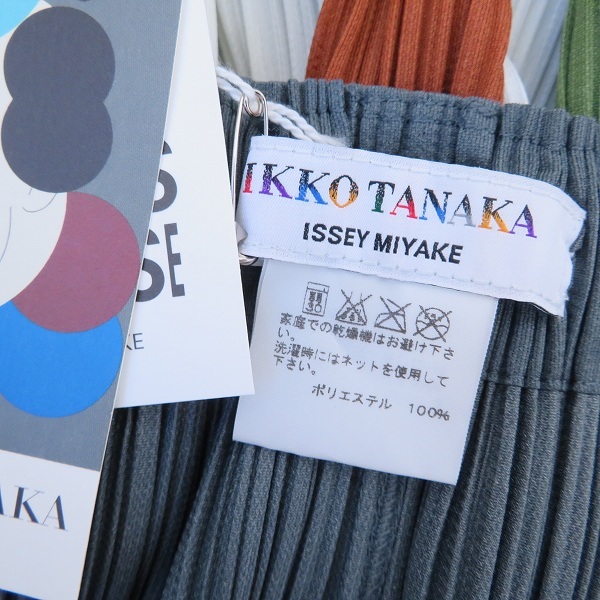 IKKO TANAKA
ISSEY MIYAKE
家庭での乾燥機はお避け下さ
い。
洗濯時にはネットを使用して
下さい。
ポリエステル 100%
S
SE
KE
AKA